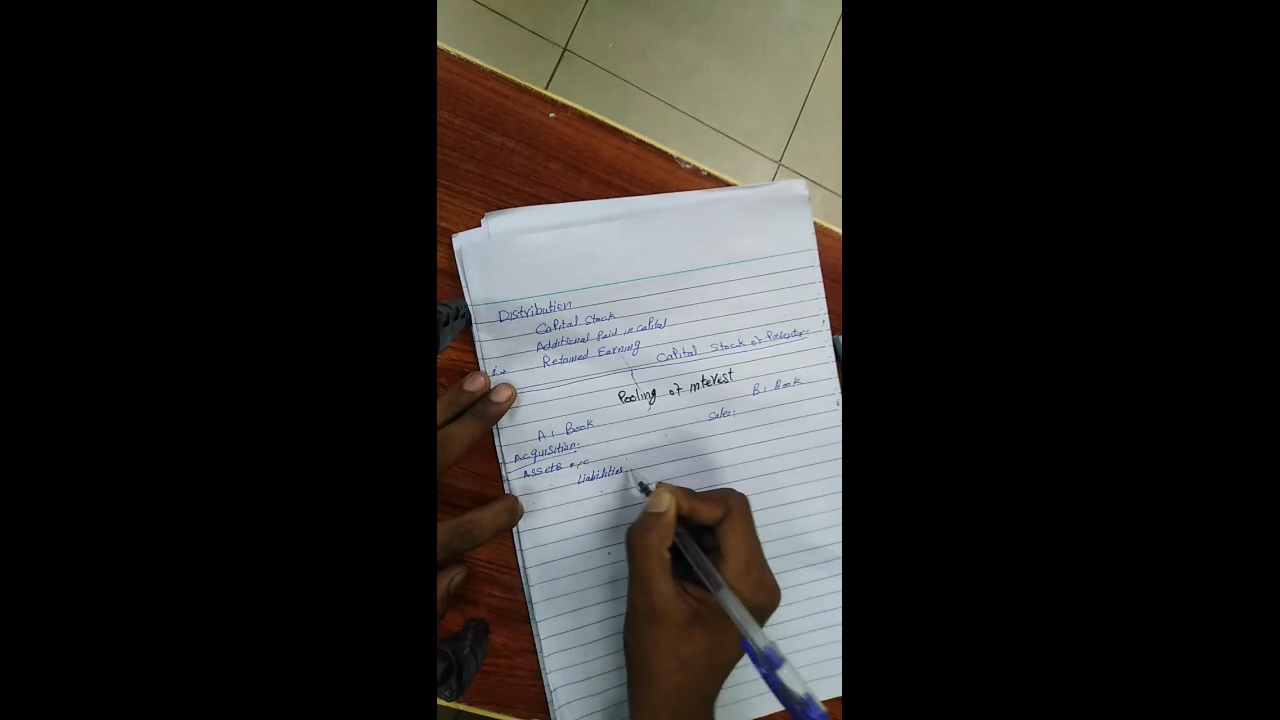 Distribution
Capital Stock
Additional Paid in capital
Retained Earning
Capital Stock of
Pooling of interest
A: Book
B: Book
Acquisition:
Sales:
Assets
Liabilities